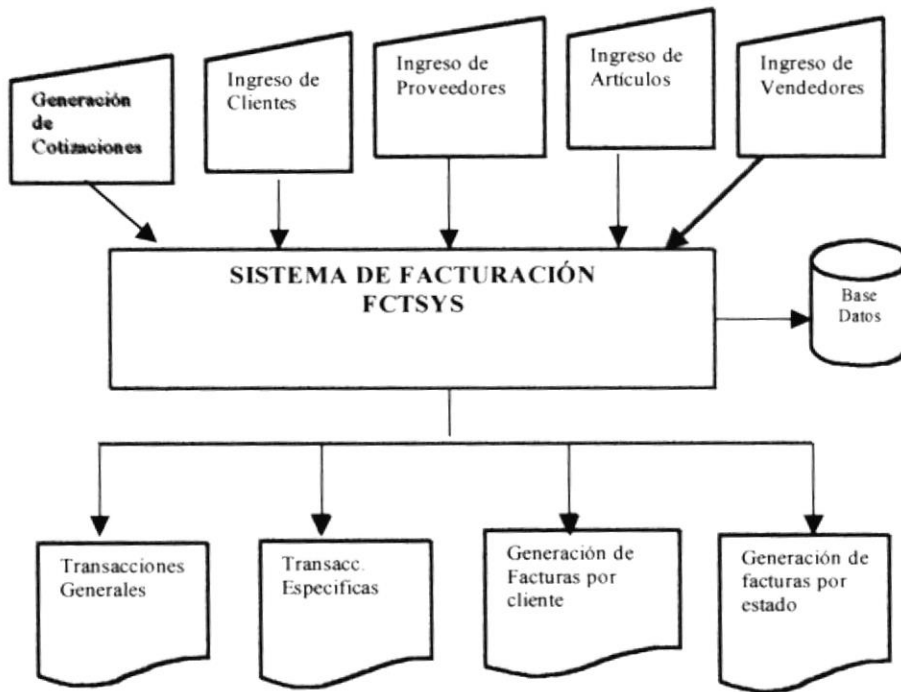 Generación
de
Cotizaciones
Ingreso de
Clientes
Ingreso de
Proveedores
Ingreso de
Artículos
Ingreso de
Vendedores
SISTEMA DE FACTURACIÓN
FCTSYS
Base
Datos
Transacciones
Generales
Transacc.
Especificas
Generación de
Facturas por
cliente
Generación de
facturas por
estado